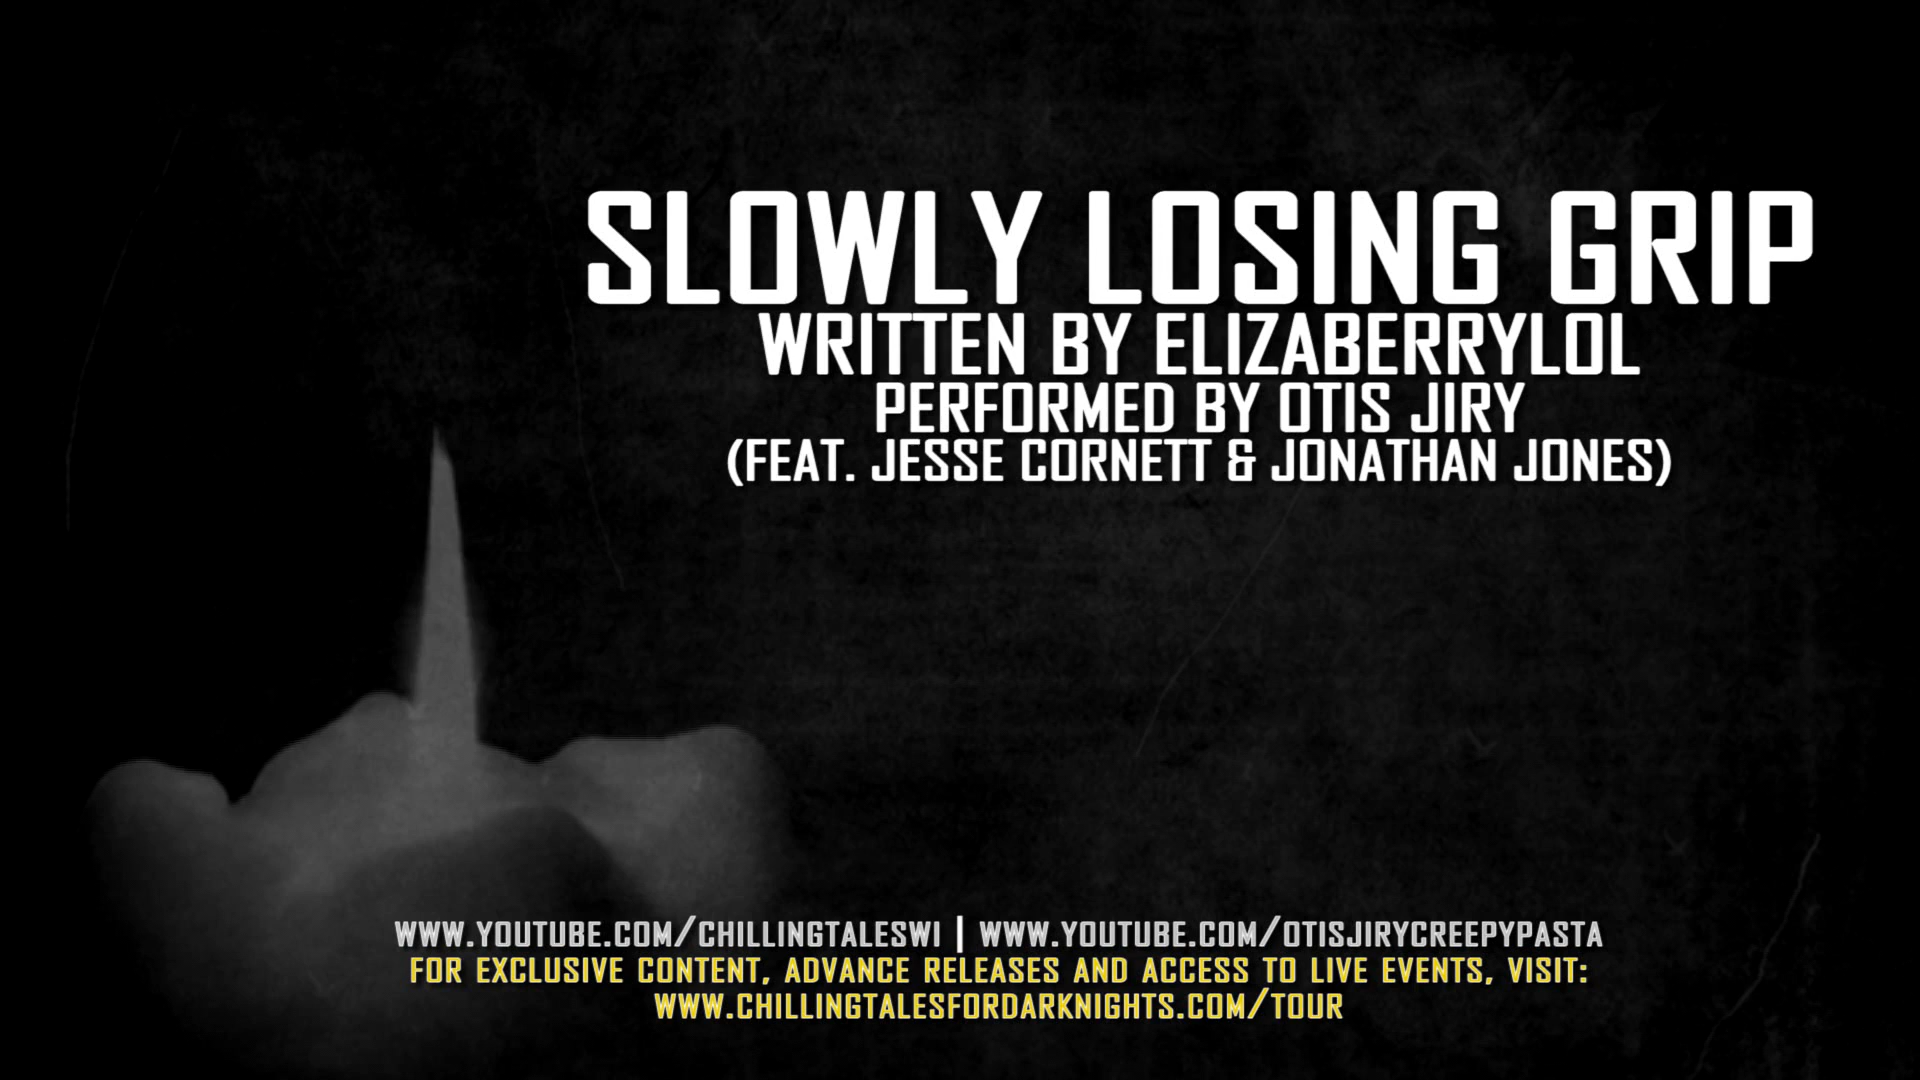 SLOWLY LOSING GRIP
WRITTEN BY ELIZABERRYLOL
PERFORMED BY OTIS JIRY
(FEAT. JESSE CORNETT & JONATHAN JONES)
WWW.YOUTUBE.COM/CHILLINGTALESWI | WWW.YOUTUBE.COM/OTISJIRYCREEPYPASTA
FOR EXCLUSIVE CONTENT, ADVANCE RELEASES AND ACCESS TO LIVE EVENTS, VISIT:
WWW.CHILLINGTALESFORDARKNIGHTS.COM/TOUR